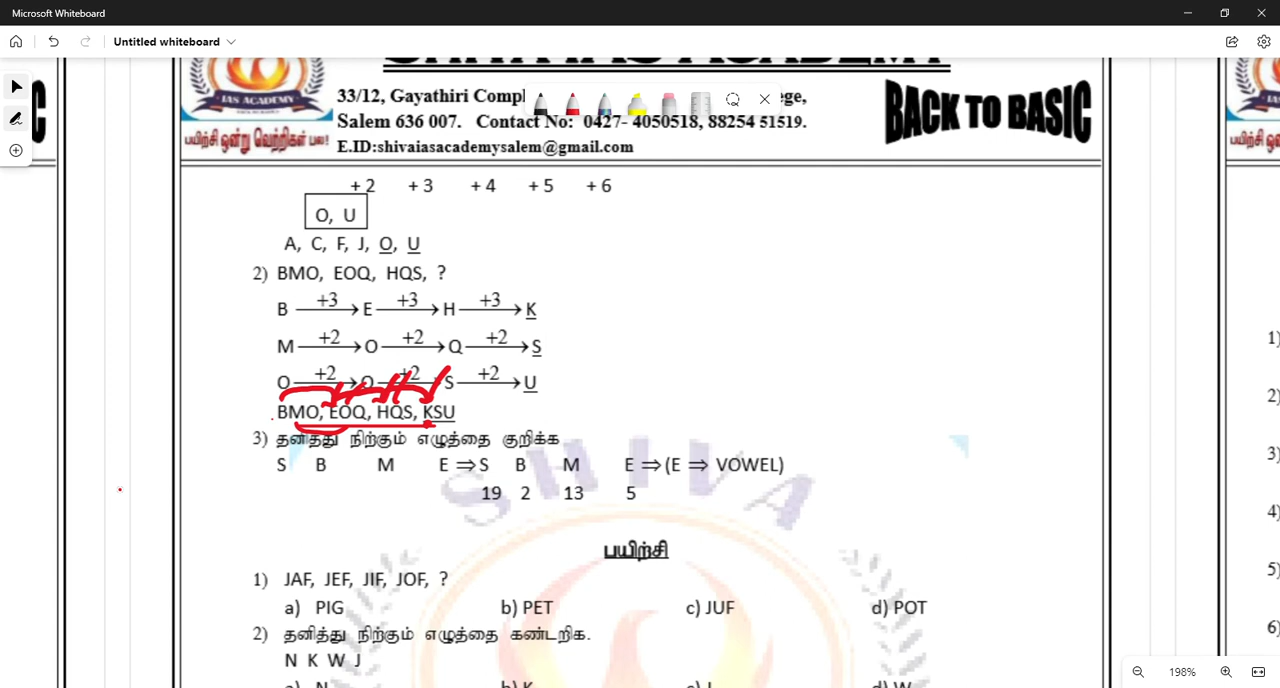 Microsoft Whiteboard
Untitled whiteboard
IAS ACADEMY
பயிற்சி ஒன்று வெற்றிகள் பல!
33/12, Gayathiri Compl ege,
Salem 636 007. Contact No: 0427- 4050518, 88254 51519.
E.ID:shivaiasacademysalem@gmail.com
BACK TO BASIC
+ 2 + 3 + 4 + 5 + 6
O, U
A, C, F, J, O, U
2) BMO, EOQ, HQS, ?
B +3 E +3 H +3 K
M +2 O +2 Q +2 S
O +2 Q +2 S +2 U
BMO, EOQ, HQS, KSU
3) தனித்து நிற்கும் எழுத்தை குறிக்க
S B M E ⇒ S B M E ⇒ (E ⇒ VOWEL)
19 2 13 5
SHIVA
பயிற்சி
1) JAF, JEF, JIF, JOF, ?
a) PIG b) PET c) JUF d) POT
2) தனித்து நிற்கும் எழுத்தை கண்டறிக.
N K W J
a) N b) K c) J d) W
1)
2)
3)
4)
5)
6)
198%